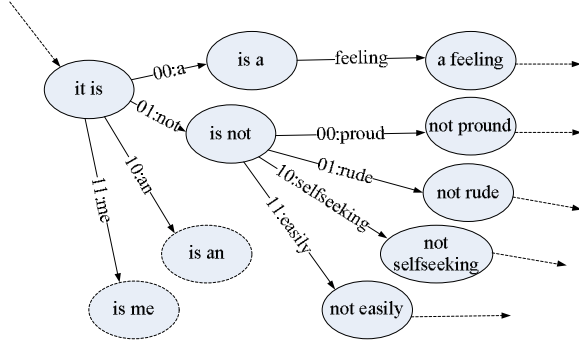 it is
00:a
is a
feeling
a feeling
01:not
is not
00:proud
not pround
01:rude
not rude
10:selfseeking
not
selfseeking
11:easily
not easily
10:an
is an
11:me
is me